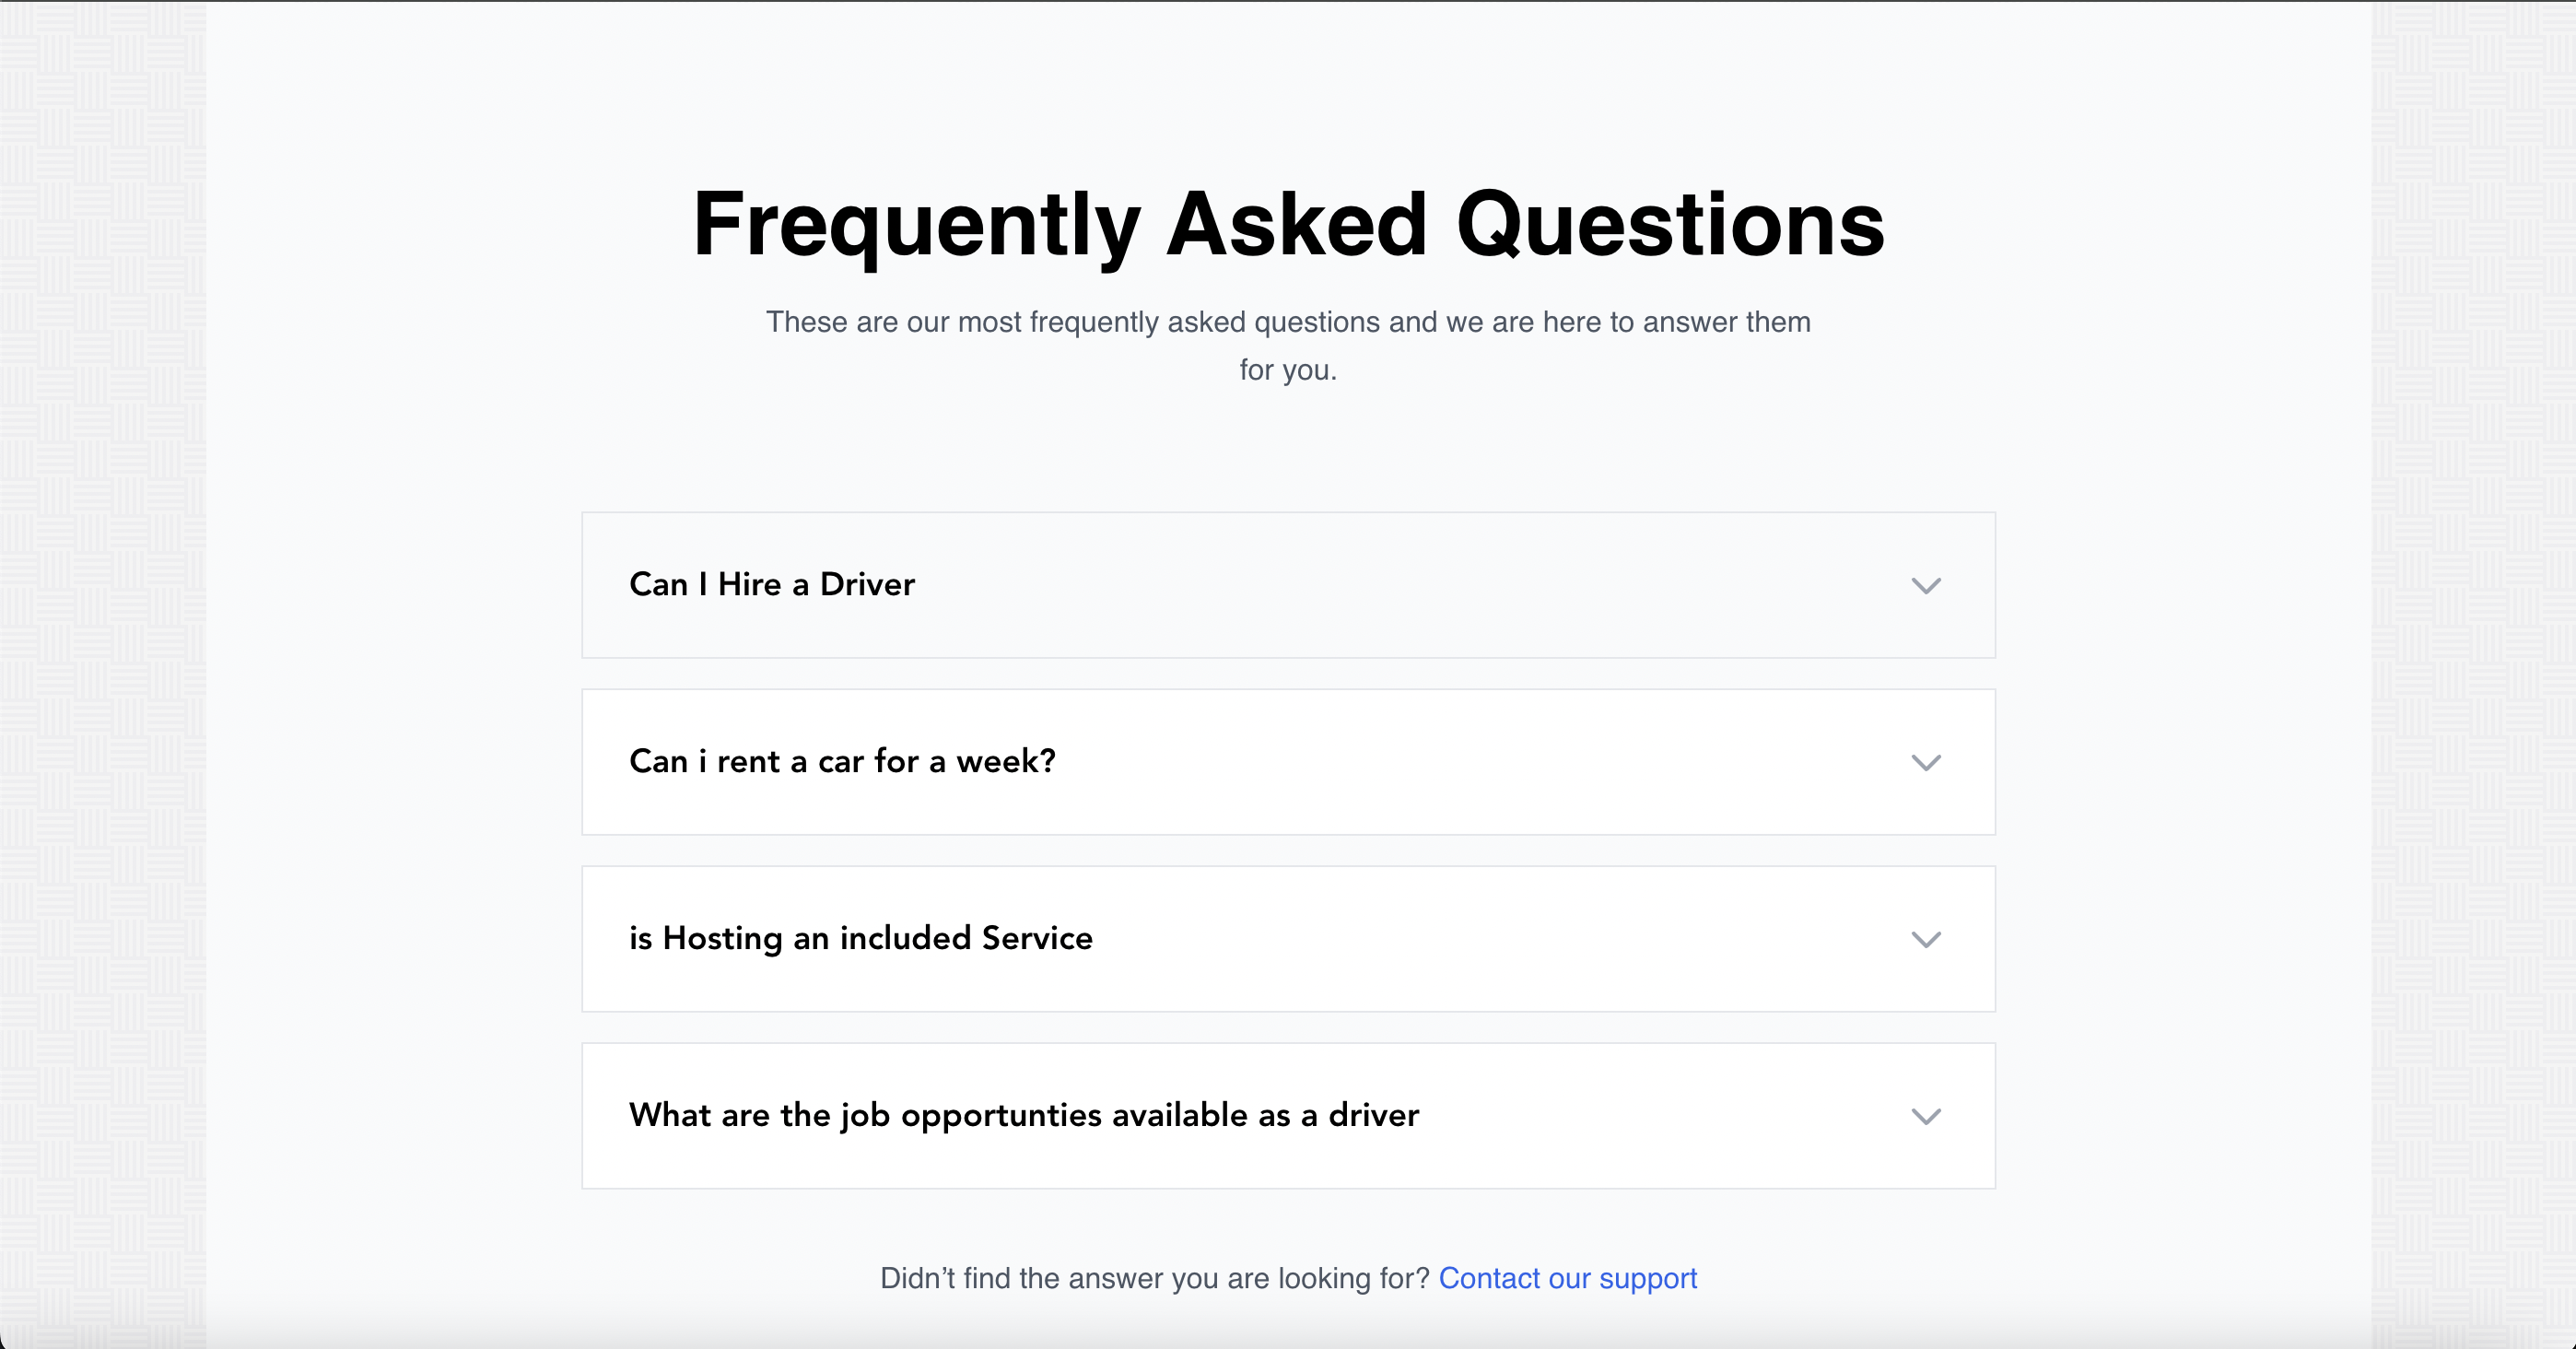 Frequently Asked Questions
These are our most frequently asked questions and we are here to answer them
for you.
Can I Hire a Driver
Can i rent a car for a week?
is Hosting an included Service
What are the job opportunties available as a driver
Didn’t find the answer you are looking for? Contact our support